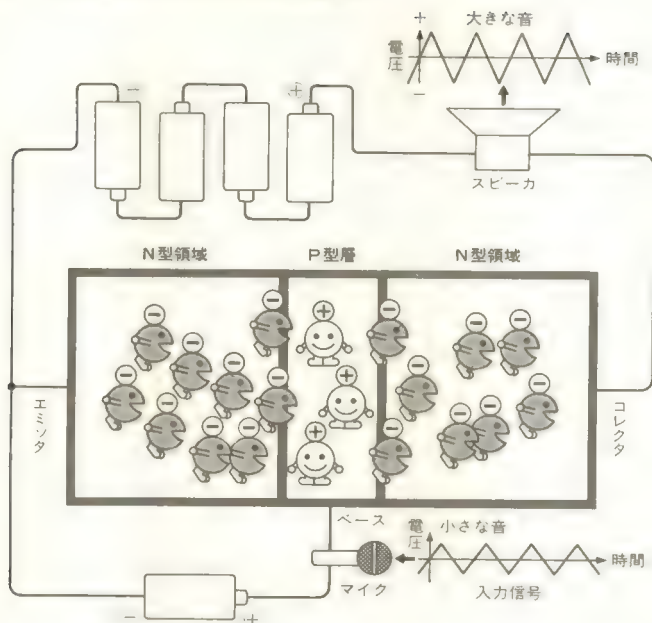 +
大きな音
電圧
時間
−
−
+
スピーカ
N型領域
P型層
N型領域
− − − − − − − − − −
+ + +
− − − − − − − −
エミッタ
コレクタ
ベース
電圧
+
小さな音
時間
−
マイク
入力信号
− +